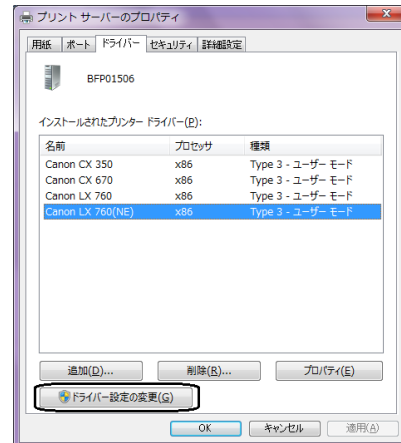 プリント サーバーのプロパティ
用紙 ポート ドライバー セキュリティ 詳細設定
BFP01506
インストールされたプリンター ドライバー(P):
名前 プロセッサ 種類
Canon CX 350 x86 Type 3 - ユーザー モード
Canon CX 670 x86 Type 3 - ユーザー モード
Canon LX 760 x86 Type 3 - ユーザー モード
Canon LX 760(NE) x86 Type 3 - ユーザー モード
追加(D)... 削除(R)... プロパティ(E)
ドライバー設定の変更(G)
OK キャンセル 適用(A)